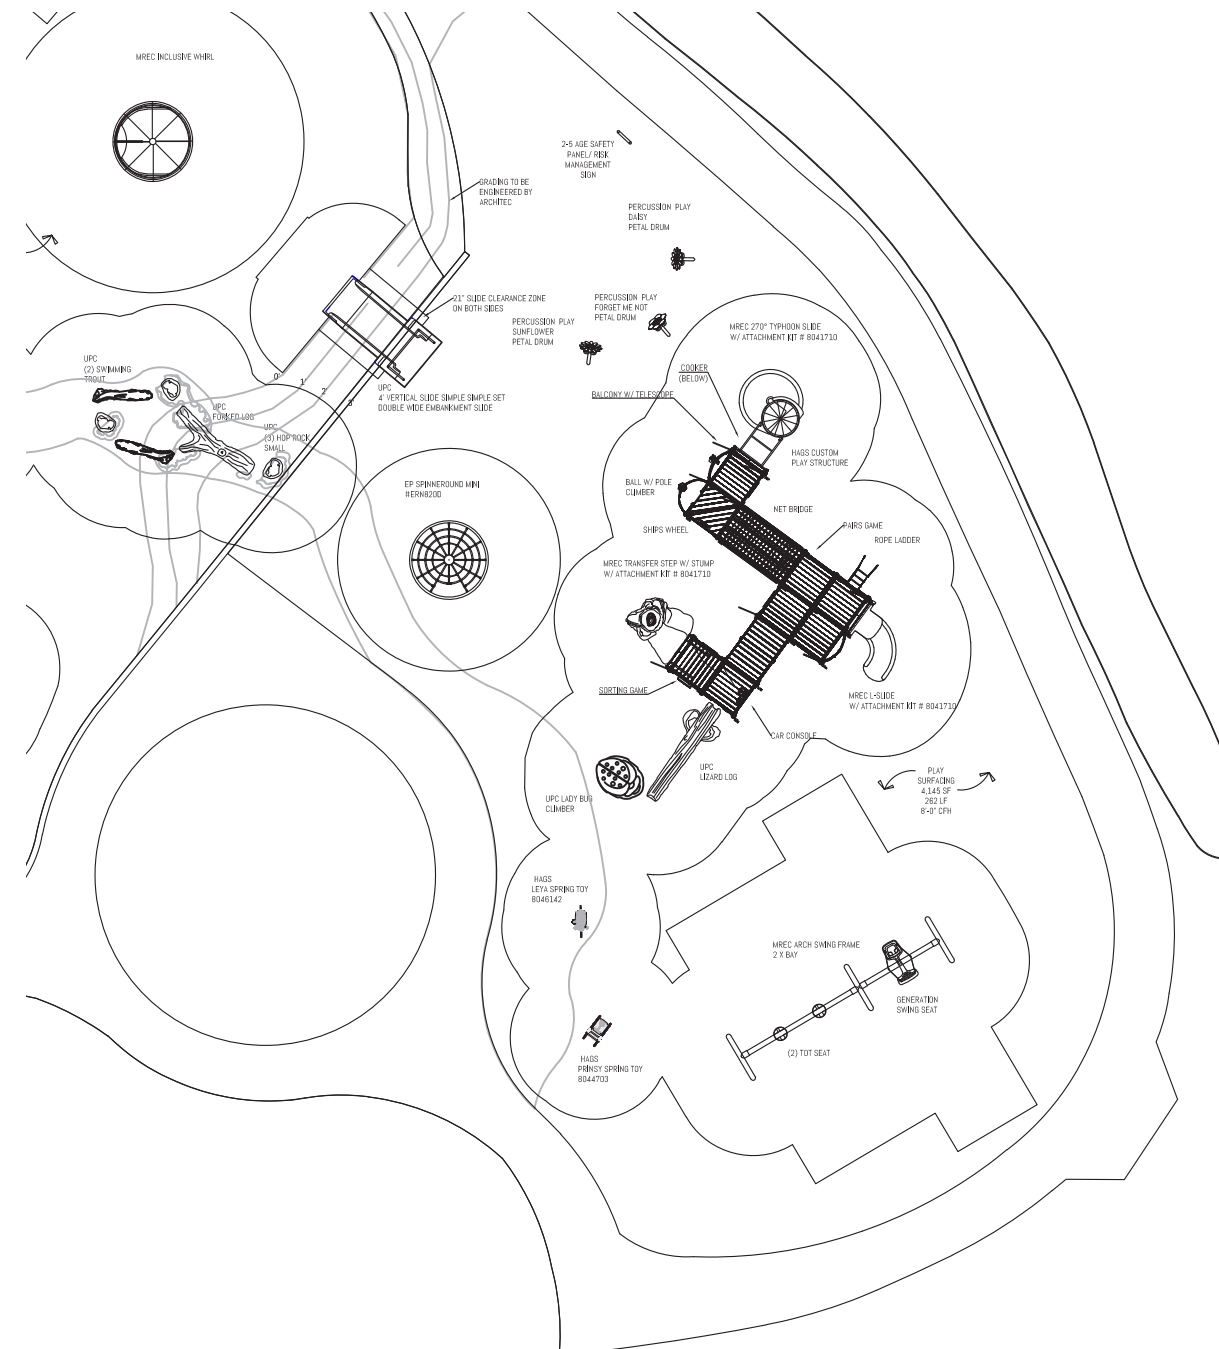 MREC INCLUSIVE WHIRL
2-5 AGE SAFETY
PANEL/ RISK
MANAGEMENT
SIGN
GRADING TO BE
ENGINEERED BY
ARCHITEC
PERCUSSION PLAY
DAISY
PETAL DRUM
21" SLIDE CLEARANCE ZONE
ON BOTH SIDES
PERCUSSION PLAY
FORGET ME NOT
PETAL DRUM
PERCUSSION PLAY
SUNFLOWER
PETAL DRUM
MREC 270° TYPHOON SLIDE
W/ ATTACHMENT KIT # 8041710
UPC
(2) SWIMMING
TROUT
0'
1'
2'
3'
UPC
4' VERTICAL SLIDE SIMPLE SIMPLE SET
DOUBLE WIDE EMBANKMENT SLIDE
COOKER
(BELOW)
BALCONY W/ TELESCOPE
UPC
FORKED LOG
UPC
(3) HOP ROCK
SMALL
HAGS CUSTOM
PLAY STRUCTURE
EP SPINNEROUND MINI
#ERN820D
BALL W/ POLE
CLIMBER
NET BRIDGE
SHIPS WHEEL
PAIRS GAME
ROPE LADDER
MREC TRANSFER STEP W/ STUMP
W/ ATTACHMENT KIT # 8041710
SORTING GAME
MREC L-SLIDE
W/ ATTACHMENT KIT # 8041710
CAR CONSOLE
UPC
LIZARD LOG
PLAY
SURFACING
4,145 SF
262 LF
8'-0" CFH
UPC LADY BUG
CLIMBER
HAGS
LEYA SPRING TOY
8046142
MREC ARCH SWING FRAME
2 X BAY
GENERATION
SWING SEAT
(2) TOT SEAT
HAGS
PRINSY SPRING TOY
8044703